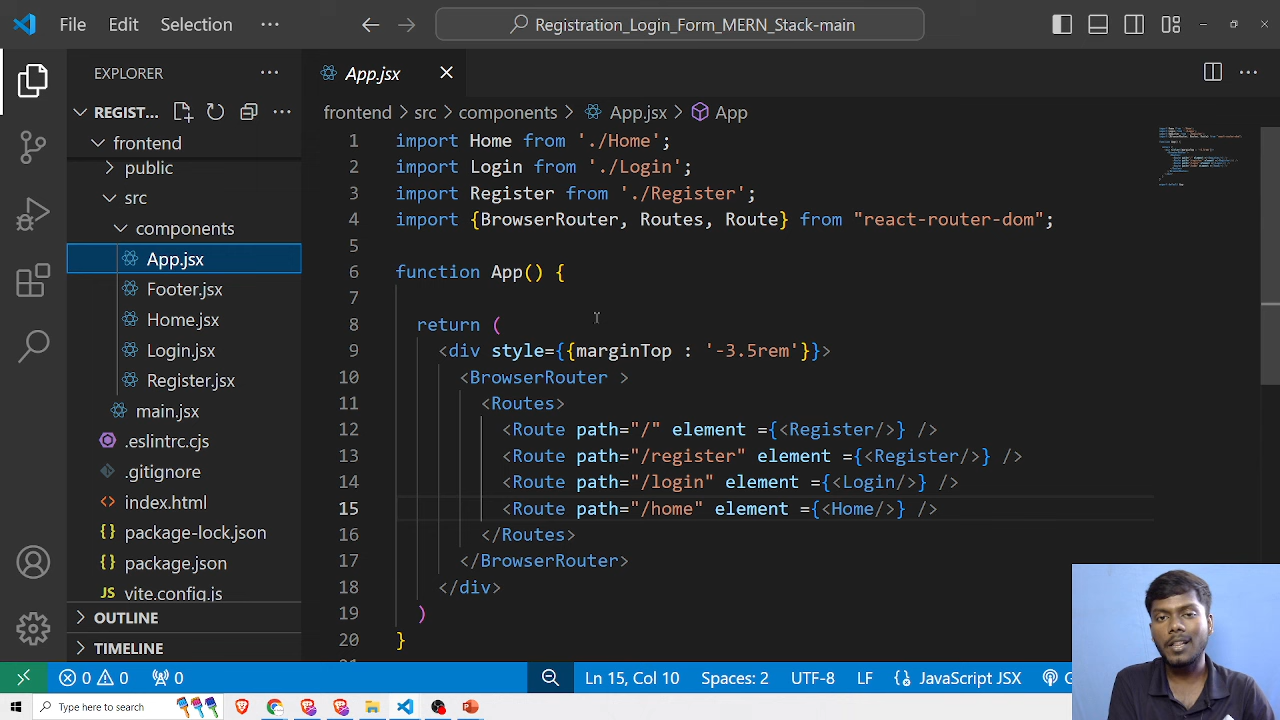 File Edit Selection ···
Registration_Login_Form_MERN_Stack-main
EXPLORER ···
REGIST... ···
frontend
public
src
components
App.jsx
Footer.jsx
Home.jsx
Login.jsx
Register.jsx
main.jsx
.eslintrc.cjs
.gitignore
index.html
{} package-lock.json
{} package.json
JS vite.config.js
OUTLINE
TIMELINE
App.jsx ···
frontend > src > components > App.jsx > App
1 import Home from './Home';
2 import Login from './Login';
3 import Register from './Register';
4 import {BrowserRouter, Routes, Route} from "react-router-dom";
5
6 function App() {
7
8 return (
9 <div style={{marginTop : '-3.5rem'}}>
10 <BrowserRouter >
11 <Routes>
12 <Route path="/" element ={<Register/>} />
13 <Route path="/register" element ={<Register/>} />
14 <Route path="/login" element ={<Login/>} />
15 <Route path="/home" element ={<Home/>} />
16 </Routes>
17 </BrowserRouter>
18 </div>
19 )
20 }
0 0 0 Ln 15, Col 10 Spaces: 2 UTF-8 LF {} JavaScript JSX
Type here to search